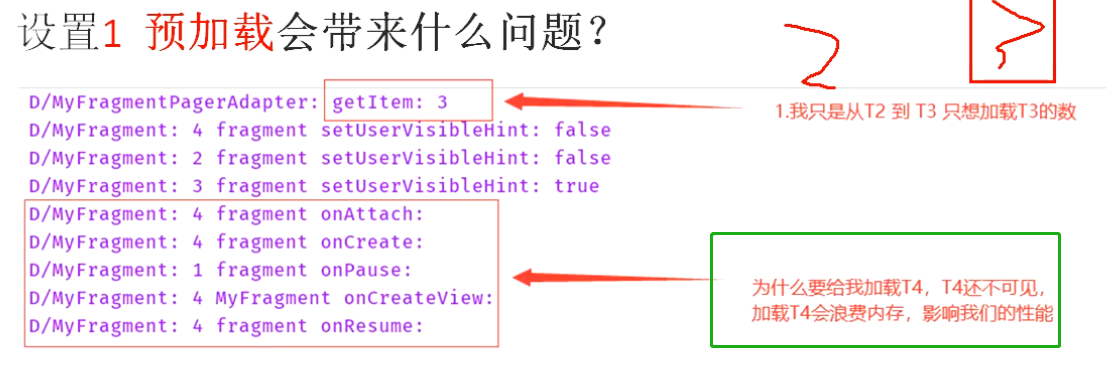 设置1 预加载会带来什么问题?
D/MyFragmentPagerAdapter: getItem: 3
1.我只是从T2 到 T3 只想加载T3的数
D/MyFragment: 4 fragment setUserVisibleHint: false
D/MyFragment: 2 fragment setUserVisibleHint: false
D/MyFragment: 3 fragment setUserVisibleHint: true
D/MyFragment: 4 fragment onAttach:
D/MyFragment: 4 fragment onCreate:
D/MyFragment: 1 fragment onPause:
D/MyFragment: 4 MyFragment onCreateView:
D/MyFragment: 4 fragment onResume:
为什么要给我加载T4，T4还不可见，
加载T4会浪费内存，影响我们的性能